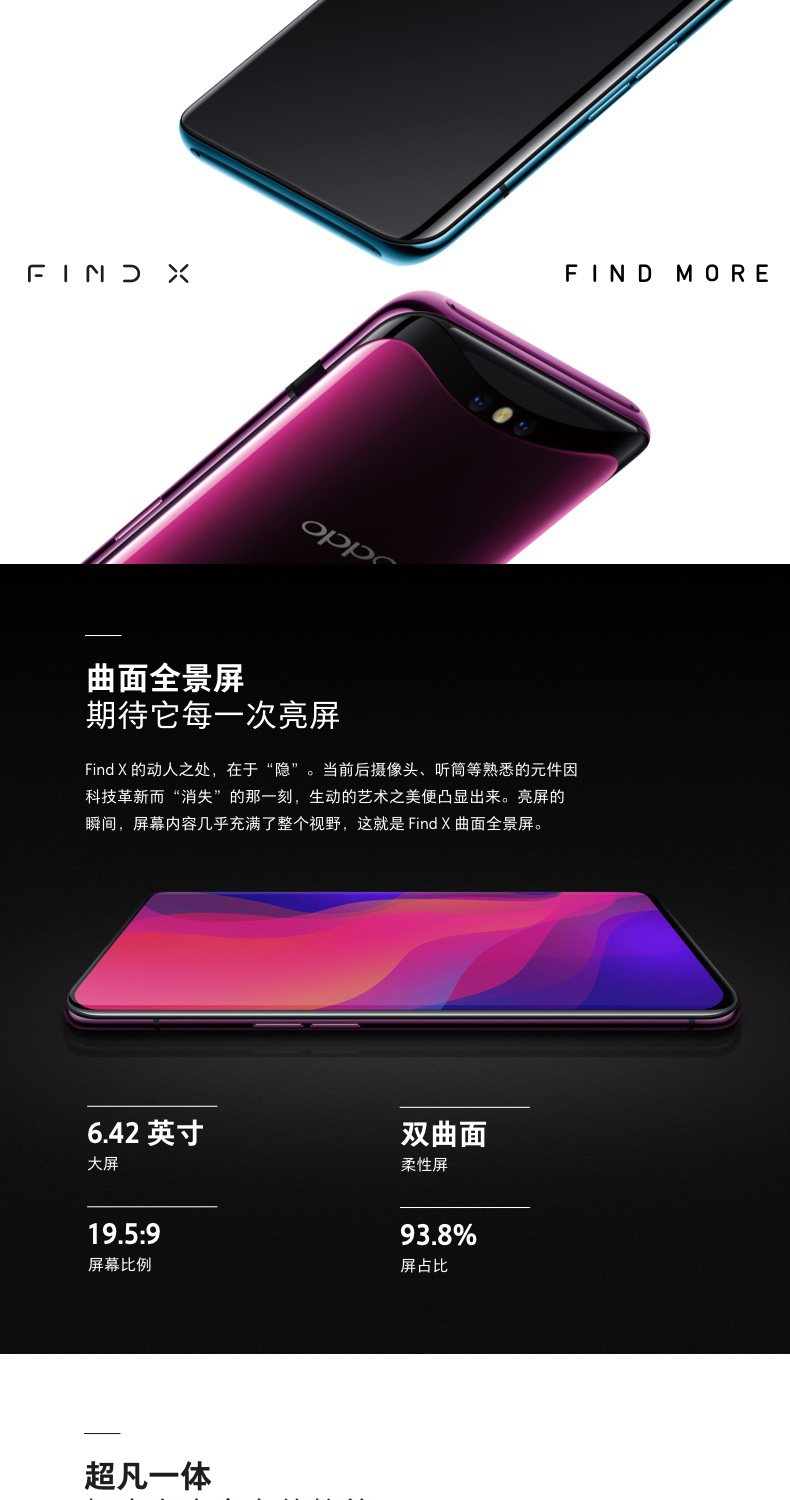 FIND X
FIND MORE
oppo
曲面全景屏
期待它每一次亮屏
Find X 的动人之处，在于“隐”。当前后摄像头、听筒等熟悉的元件因
科技革新而“消失”的那一刻，生动的艺术之美便凸显出来。亮屏的
瞬间，屏幕内容几乎充满了整个视野，这就是 Find X 曲面全景屏。
6.42 英寸
大屏
双曲面
柔性屏
19.5:9
屏幕比例
93.8%
屏占比
超凡一体